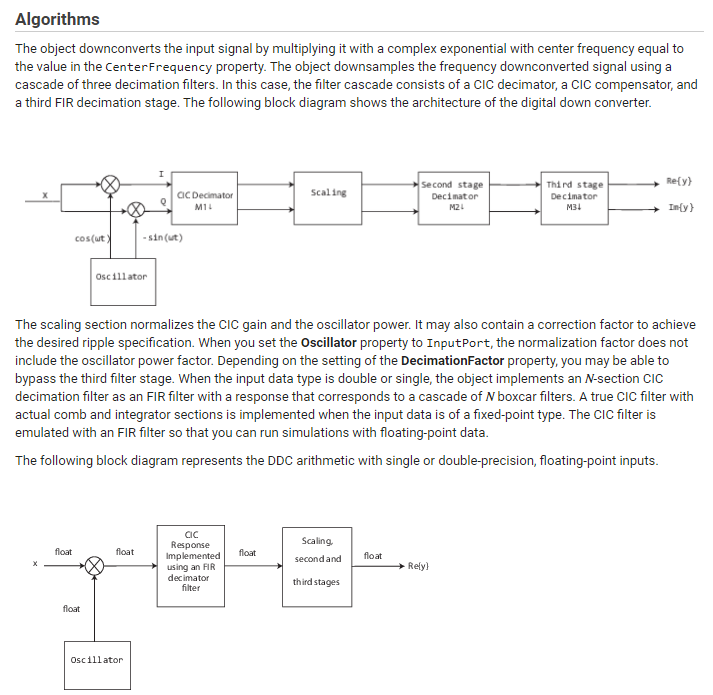 Algorithms
The object downconverts the input signal by multiplying it with a complex exponential with center frequency equal to
the value in the CenterFrequency property. The object downsamples the frequency downconverted signal using a
cascade of three decimation filters. In this case, the filter cascade consists of a CIC decimator, a CIC compensator, and
a third FIR decimation stage. The following block diagram shows the architecture of the digital down converter.
x
I
Q
CIC Decimator
M1↓
Scaling
Second stage
Decimator
M2↓
Third stage
Decimator
M3↓
Re{y}
Im{y}
cos(ωt)
-sin(ωt)
Oscillator
The scaling section normalizes the CIC gain and the oscillator power. It may also contain a correction factor to achieve
the desired ripple specification. When you set the Oscillator property to InputPort, the normalization factor does not
include the oscillator power factor. Depending on the setting of the DecimationFactor property, you may be able to
bypass the third filter stage. When the input data type is double or single, the object implements an N-section CIC
decimation filter as an FIR filter with a response that corresponds to a cascade of N boxcar filters. A true CIC filter with
actual comb and integrator sections is implemented when the input data is of a fixed-point type. The CIC filter is
emulated with an FIR filter so that you can run simulations with floating-point data.
The following block diagram represents the DDC arithmetic with single or double-precision, floating-point inputs.
x
float
float
CIC
Response
Implemented
using an FIR
decimator
filter
float
Scaling,
second and
third stages
float
Re{y}
float
Oscillator